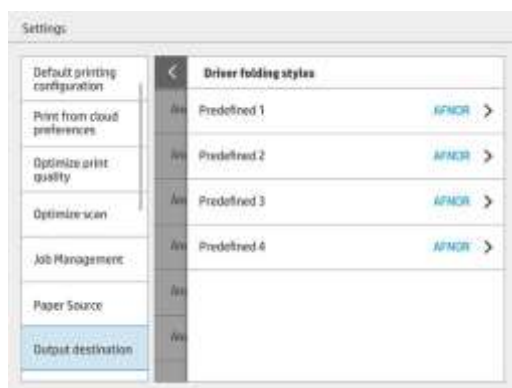 Settings
Default printing
configuration
Print from cloud
preferences
Optimize print
quality
Optimize scan
Job Management
Paper Source
Output destination
Driver folding styles
Predefined 1 AFNOR
Predefined 2 AFNOR
Predefined 3 AFNOR
Predefined 4 AFNOR